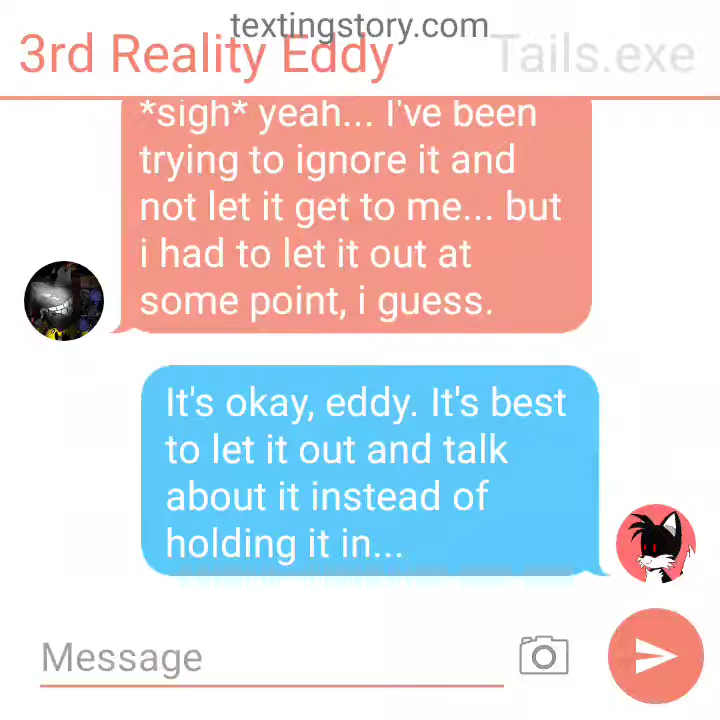 textingstory.com
3rd Reality Eddy
Tails.exe
*sigh* yeah... I've been
trying to ignore it and
not let it get to me... but
i had to let it out at
some point, i guess.
It's okay, eddy. It's best
to let it out and talk
about it instead of
holding it in...
Message